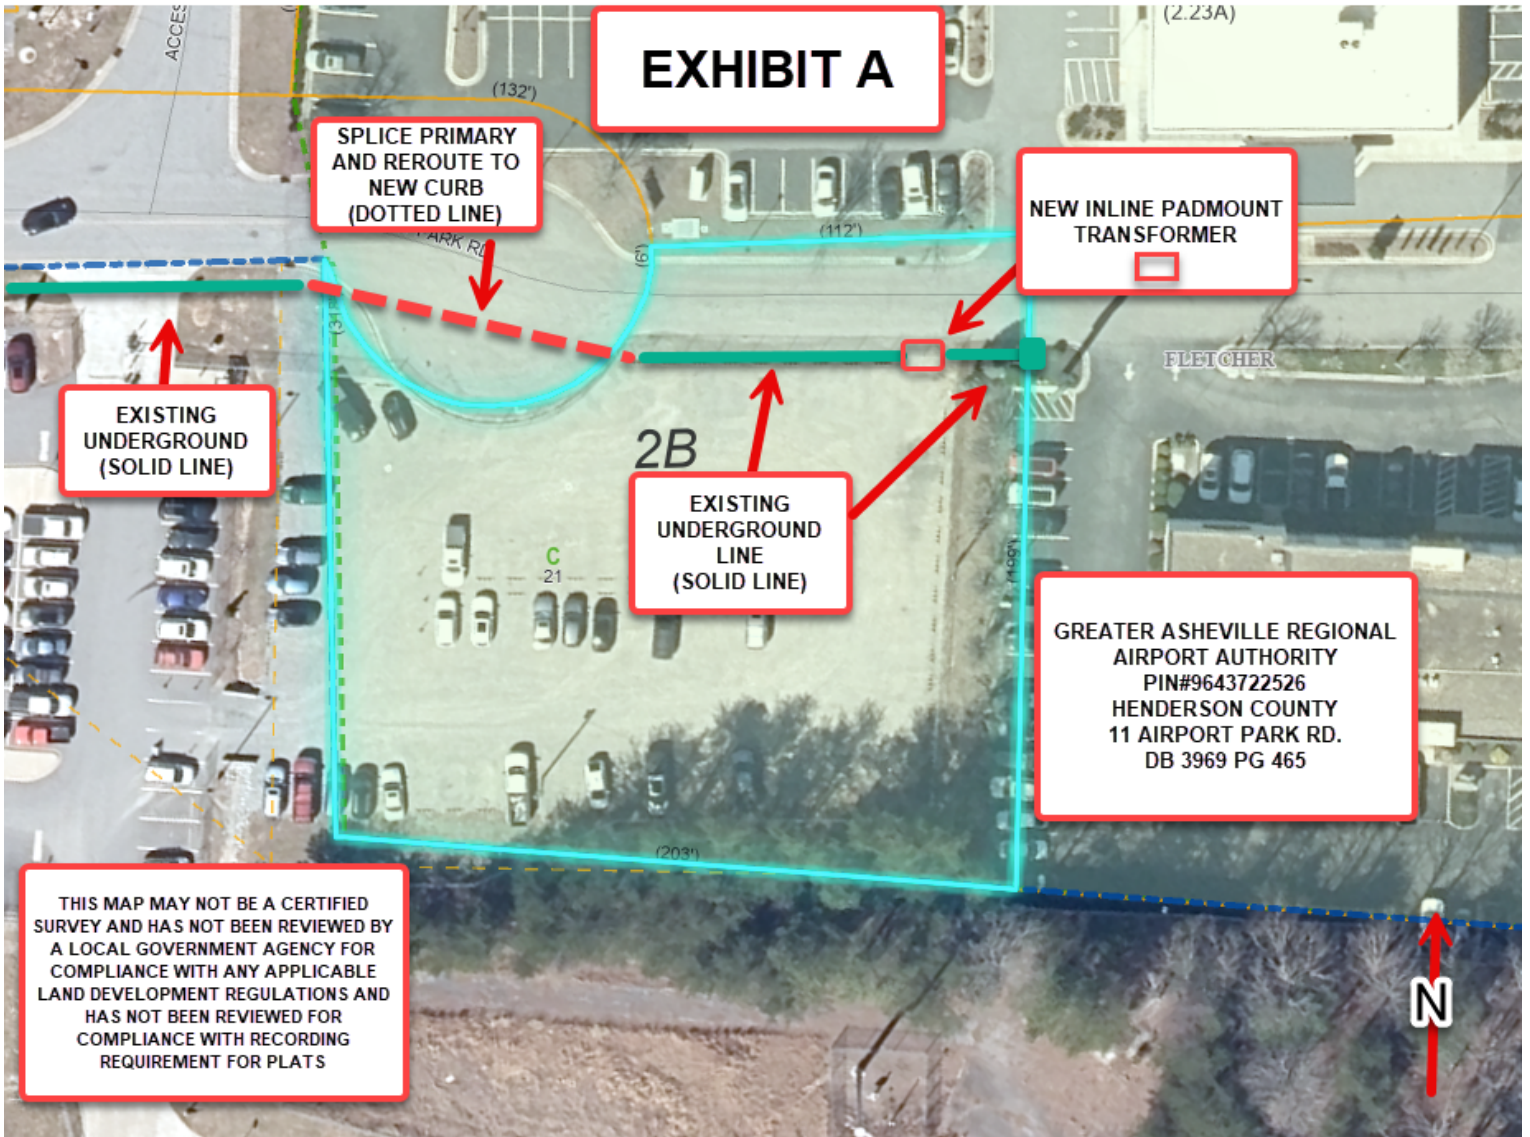 (2.23A)
ACCES
EXHIBIT A
(132')
SPLICE PRIMARY
AND REROUTE TO
NEW CURB
(DOTTED LINE)
PARK RD
(6')
(112')
NEW INLINE PADMOUNT
TRANSFORMER
FLETCHER
EXISTING
UNDERGROUND
(SOLID LINE)
2B
EXISTING
UNDERGROUND
LINE
(SOLID LINE)
C
21
(199')
GREATER ASHEVILLE REGIONAL
AIRPORT AUTHORITY
PIN#9643722526
HENDERSON COUNTY
11 AIRPORT PARK RD.
DB 3969 PG 465
(203')
THIS MAP MAY NOT BE A CERTIFIED
SURVEY AND HAS NOT BEEN REVIEWED BY
A LOCAL GOVERNMENT AGENCY FOR
COMPLIANCE WITH ANY APPLICABLE
LAND DEVELOPMENT REGULATIONS AND
HAS NOT BEEN REVIEWED FOR
COMPLIANCE WITH RECORDING
REQUIREMENT FOR PLATS
N